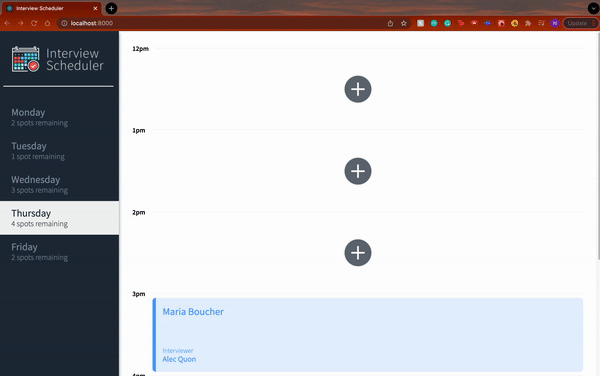 Interview Scheduler
localhost:8000
Update
Interview
Scheduler
Monday
2 spots remaining
Tuesday
1 spot remaining
Wednesday
3 spots remaining
Thursday
4 spots remaining
Friday
2 spots remaining
12pm
1pm
2pm
3pm
Maria Boucher
Interviewer
Alec Quon
4pm